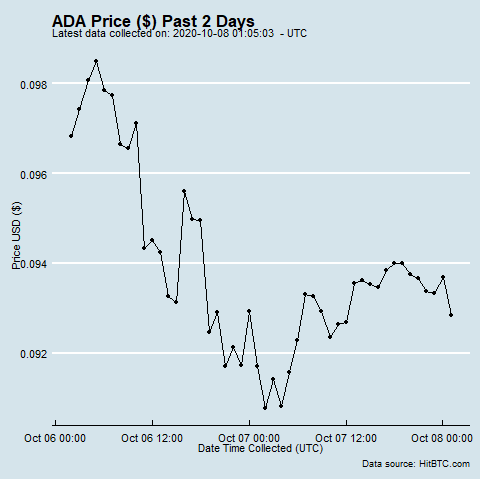 ADA Price ($) Past 2 Days
Latest data collected on: 2020-10-08 01:05:03 - UTC
0.098
0.096
0.094
0.092
Price USD ($)
Oct 06 00:00 Oct 06 12:00 Oct 07 00:00 Oct 07 12:00 Oct 08 00:00
Date Time Collected (UTC)
Data source: HitBTC.com